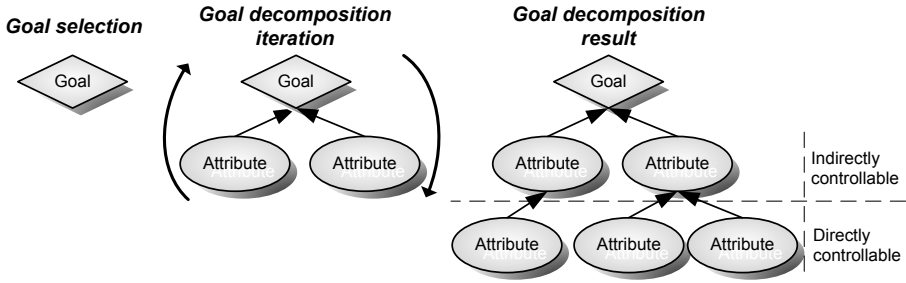 Goal selection
Goal
Goal decomposition
iteration
Goal
Attribute
Attribute
Goal decomposition
result
Goal
Attribute
Attribute
Indirectly
controllable
Attribute
Attribute
Attribute
Directly
controllable